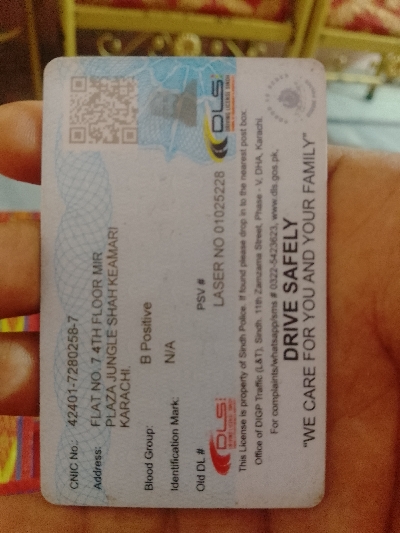 CNIC No.: 42401-7280258-7
Address: FLAT NO. 7 4TH FLOOR MIR
PLAZA JUNGLE SHAH KEAMARI
KARACHI.
Blood Group: B Positive
Identification Mark: N/A
Old DL # PSV #
LASER NO 01025228
DLS
DLS
This License is property of Sindh Police. If found please drop in to the nearest post box.
Office of DIGP Traffic (L&T), Sindh, 11th Zamzama Street, Phase - V, DHA, Karachi.
For complaints/whatsapp/sms # 0322-5423623, www.dls.gos.pk,
DRIVE SAFELY
"WE CARE FOR YOU AND YOUR FAMILY"